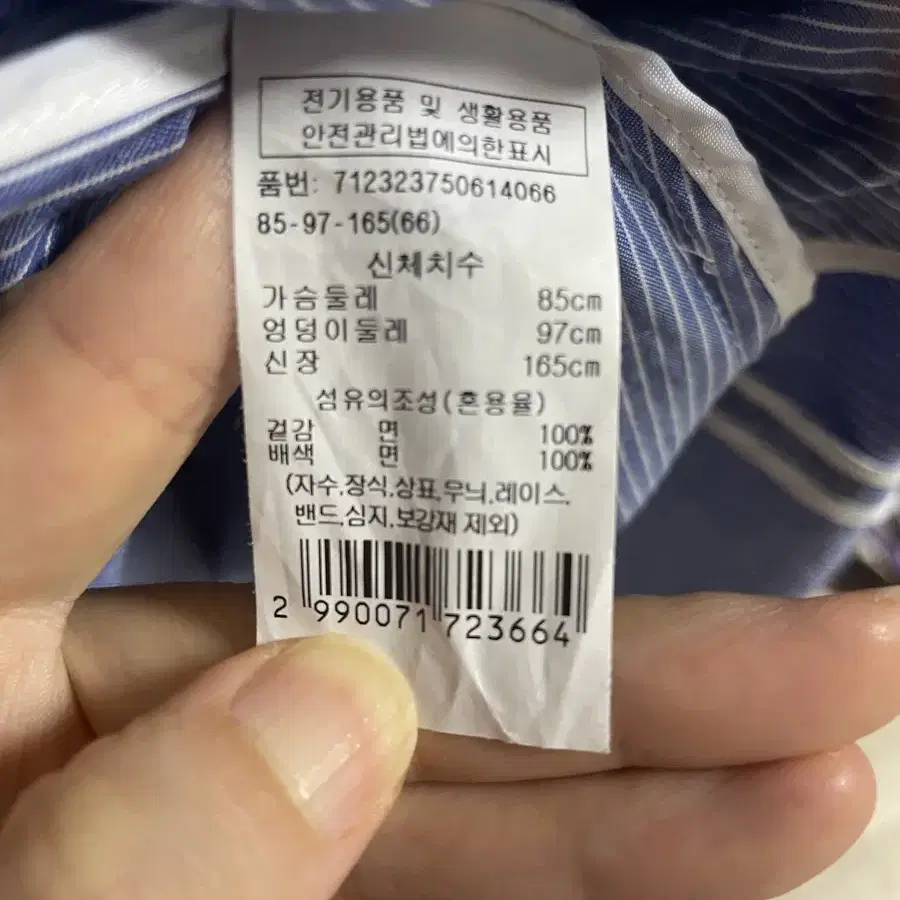 전기용품 및 생활용품
안전관리법에의한표시
품번: 712323750614066
85-97-165(66)
신체치수
가슴둘레 85cm
엉덩이둘레 97cm
신장 165cm
섬유의조성(혼용율)
겉감 면 100%
배색 면 100%
(자수,장식,상표,무늬,레이스,
밴드,심지,보강재 제외)
2 990071 723664